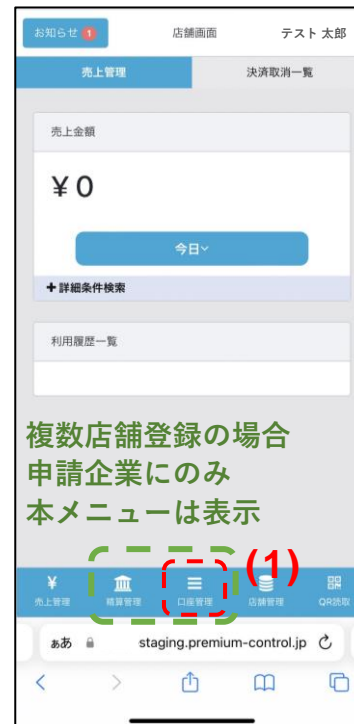 お知らせ 1
店舗画面
テスト 太郎
売上管理
決済取消一覧
売上金額
¥ 0
今日
+詳細条件検索
利用履歴一覧
複数店舗登録の場合
申請企業にのみ
本メニューは表示
(1)
¥
売上管理
精算管理
口座管理
店舗管理
QR読取
ぁあ
staging.premium-control.jp